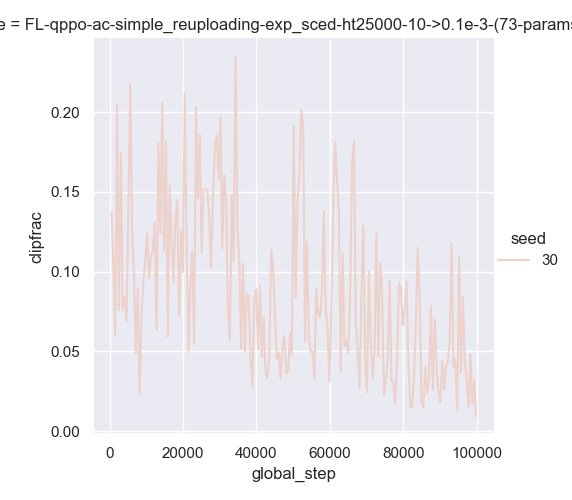 e = FL-qppo-ac-simple_reuploading-exp_sced-ht25000-10->0.1e-3-(73-params
0.20
0.15
0.10
0.05
0.00
clipfrac
0 20000 40000 60000 80000 100000
global_step
seed
30